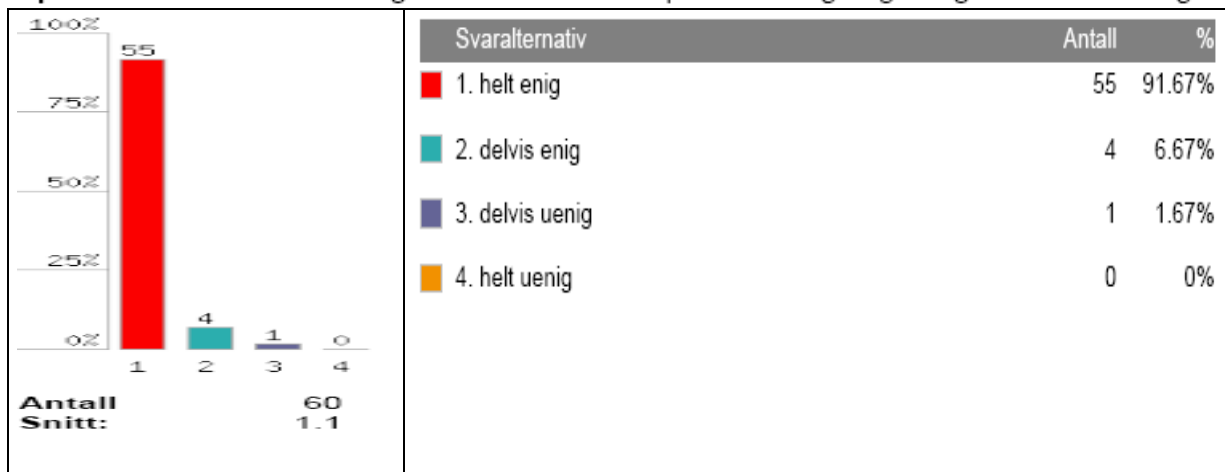 100%
75%
50%
25%
0%
55
4
1
0
1 2 3 4
Antall 60
Snitt: 1.1
Svaralternativ Antall %
1. helt enig 55 91.67%
2. delvis enig 4 6.67%
3. delvis uenig 1 1.67%
4. helt uenig 0 0%